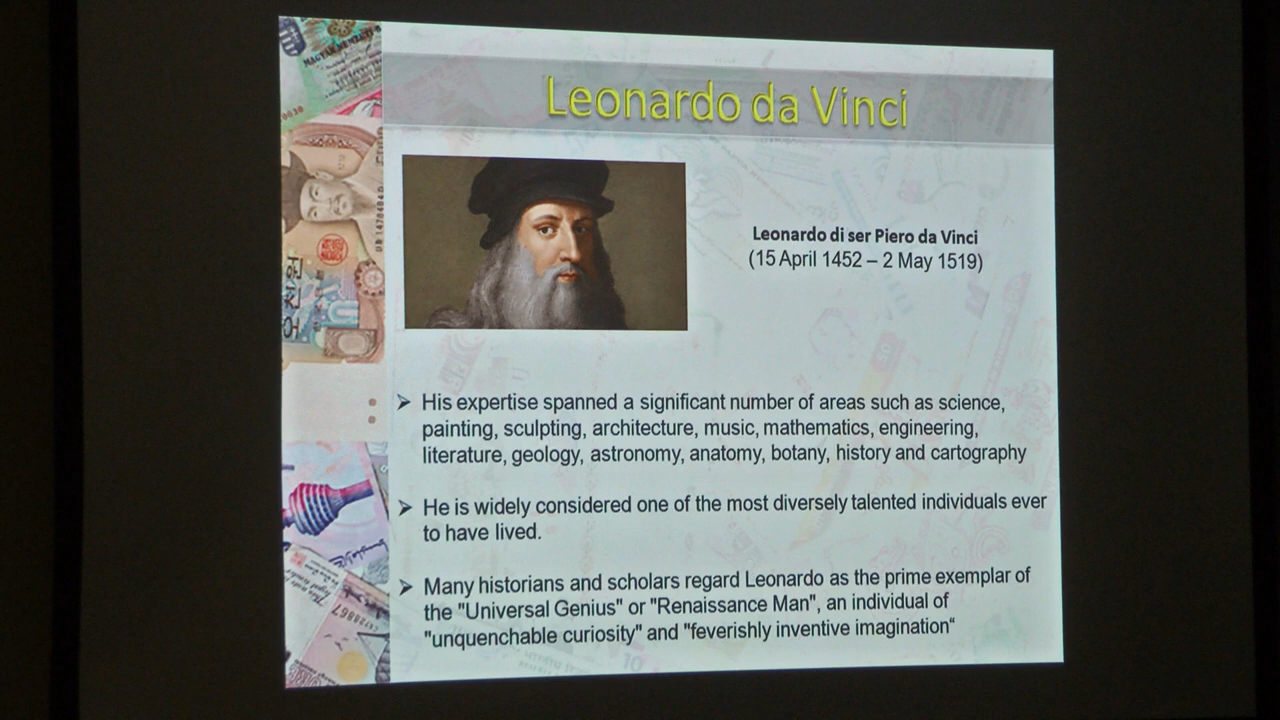 MAGYAR NEMZETI
Leonardo da Vinci
Leonardo di ser Piero da Vinci
(15 April 1452 – 2 May 1519)
➢ His expertise spanned a significant number of areas such as science,
painting, sculpting, architecture, music, mathematics, engineering,
literature, geology, astronomy, anatomy, botany, history and cartography
➢ He is widely considered one of the most diversely talented individuals ever
to have lived.
➢ Many historians and scholars regard Leonardo as the prime exemplar of
the "Universal Genius" or "Renaissance Man", an individual of
"unquenchable curiosity" and "feverishly inventive imagination“
10